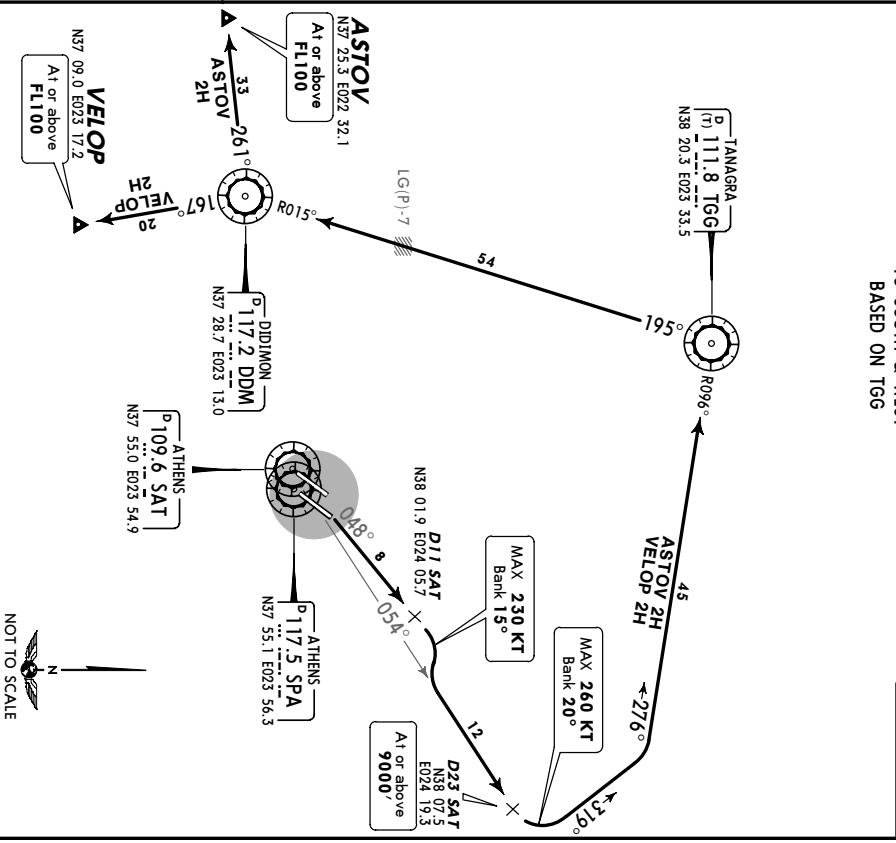 BASED ON TGG
TANAGRA
D
(T) 111.8 TGG
N38 20.3 E023 33.5
R096°
195°
54
LG(P)-7
R015°
ASTOV
N37 25.3 E022 32.1
At or above
FL100
33
ASTOV
2H
261°
VELOP
N37 09.0 E023 17.2
At or above
FL100
167°
20
VELOP
2H
DIDIMON
D
117.2 DDM
N37 28.7 E023 13.0
ATHENS
D
109.6 SAT
N37 55.0 E023 54.9
ATHENS
D
117.5 SPA
N37 55.1 E023 56.3
048°
8
054°
D11 SAT
N38 01.9 E024 05.7
MAX 230 KT
Bank 15°
12
D23 SAT
N38 07.5
E024 19.3
At or above
9000'
MAX 260 KT
Bank 20°
319°
276°
45
ASTOV 2H
VELOP 2H
N
NOT TO SCALE